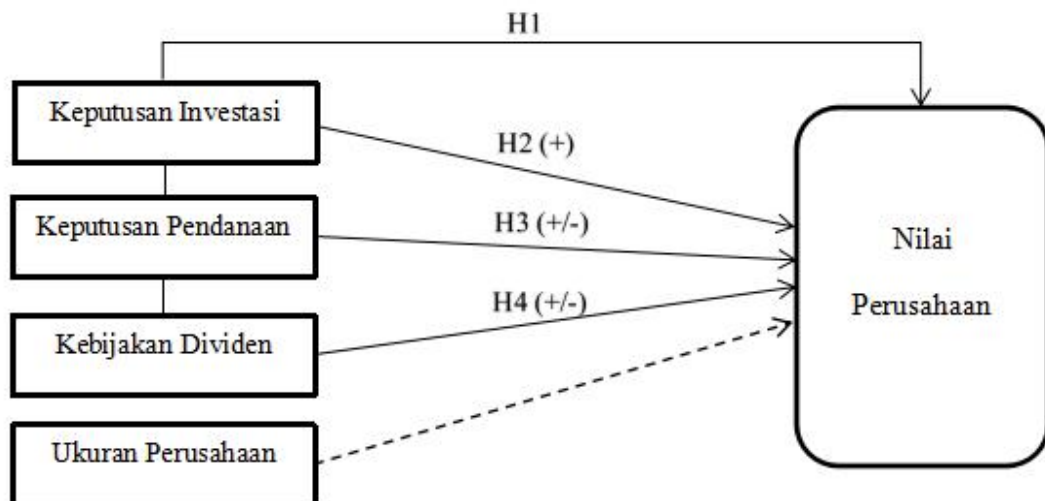 H1
Keputusan Investasi
H2 (+)
Keputusan Pendanaan
H3 (+/-)
Nilai
Perusahaan
H4 (+/-)
Kebijakan Dividen
Ukuran Perusahaan